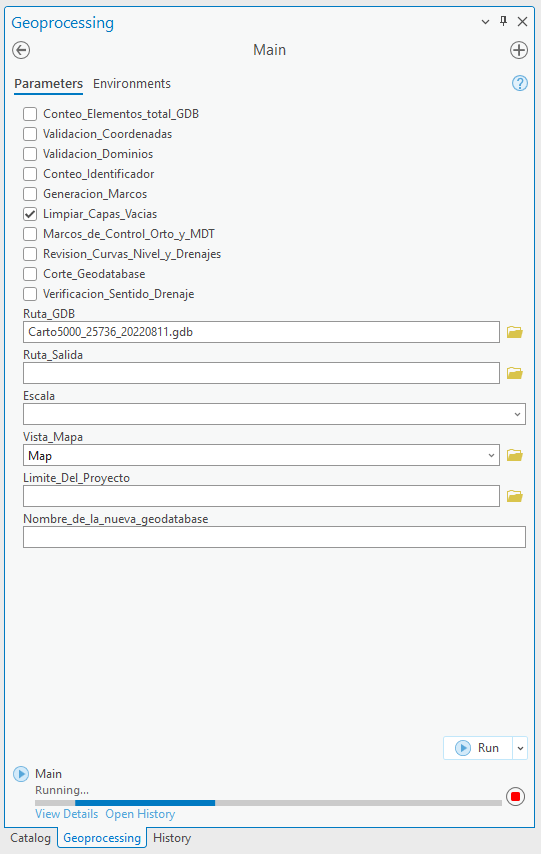 Geoprocessing
Main
Parameters Environments
Conteo_Elementos_total_GDB
Validacion_Coordenadas
Validacion_Dominios
Conteo_Identificador
Generacion_Marcos
Limpiar_Capas_Vacias
Marcos_de_Control_Orto_y_MDT
Revision_Curvas_Nivel_y_Drenajes
Corte_Geodatabase
Verificacion_Sentido_Drenaje
Ruta_GDB
Carto5000_25736_20220811.gdb
Ruta_Salida
Escala
Vista_Mapa
Map
Limite_Del_Proyecto
Nombre_de_la_nueva_geodatabase
Run
Main
Running...
View Details Open History
Catalog Geoprocessing History